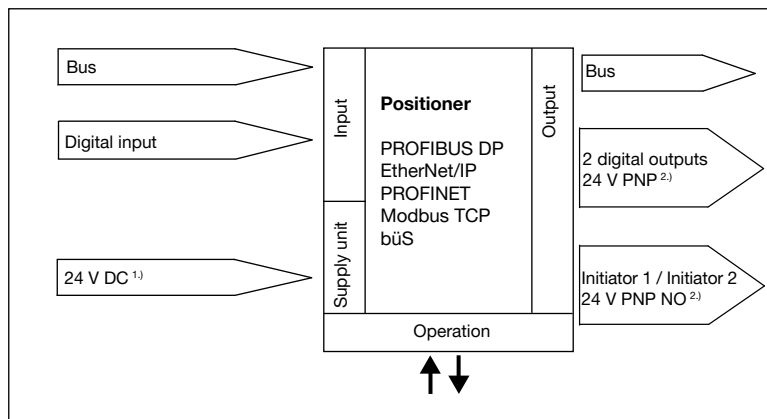 Bus
Digital input
24 V DC 1.)
Input
Supply unit
Positioner
PROFIBUS DP
EtherNet/IP
PROFINET
Modbus TCP
büS
Output
Operation
Bus
2 digital outputs
24 V PNP 2.)
Initiator 1 / Initiator 2
24 V PNP NO 2.)